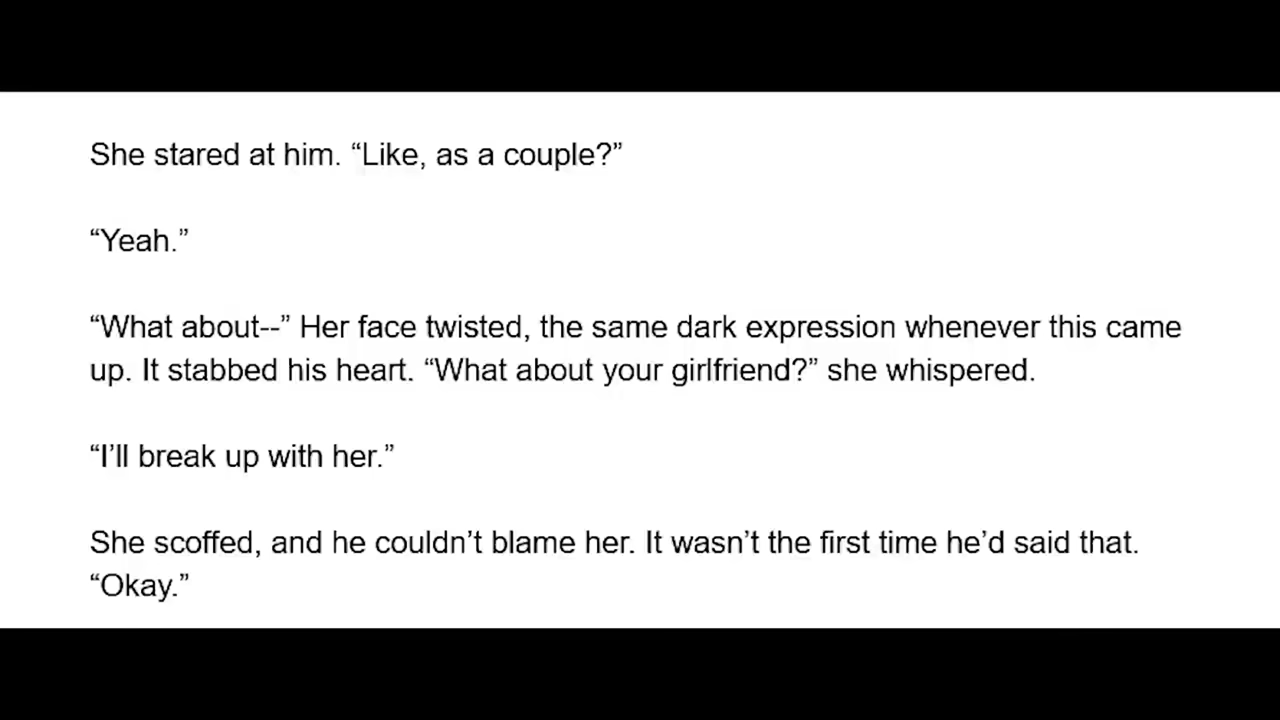 She stared at him. “Like, as a couple?”
“Yeah.”
“What about--” Her face twisted, the same dark expression whenever this came
up. It stabbed his heart. “What about your girlfriend?” she whispered.
“I’ll break up with her.”
She scoffed, and he couldn’t blame her. It wasn’t the first time he’d said that.
“Okay.”